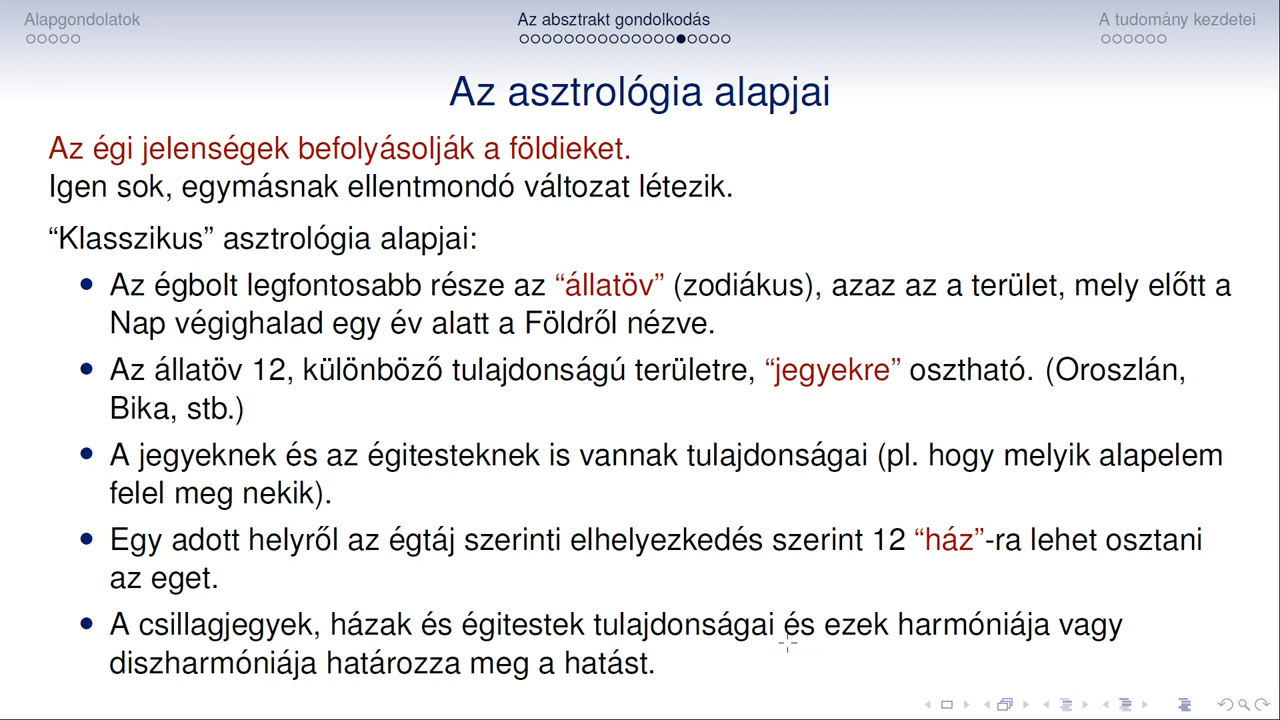 Alapgondolatok
Az absztrakt gondolkodás
A tudomány kezdetei
Az asztrológia alapjai
Az égi jelenségek befolyásolják a földieket.
Igen sok, egymásnak ellentmondó változat létezik.
“Klasszikus” asztrológia alapjai:
Az égbolt legfontosabb része az “állatöv” (zodiákus), azaz az a terület, mely előtt a
Nap végighalad egy év alatt a Földről nézve.
Az állatöv 12, különböző tulajdonságú területre, “jegyekre” osztható. (Oroszlán,
Bika, stb.)
A jegyeknek és az égitesteknek is vannak tulajdonságai (pl. hogy melyik alapelem
felel meg nekik).
Egy adott helyről az égtáj szerinti elhelyezkedés szerint 12 “ház”-ra lehet osztani
az eget.
A csillagjegyek, házak és égitestek tulajdonságai és ezek harmóniája vagy
diszharmóniája határozza meg a hatást.